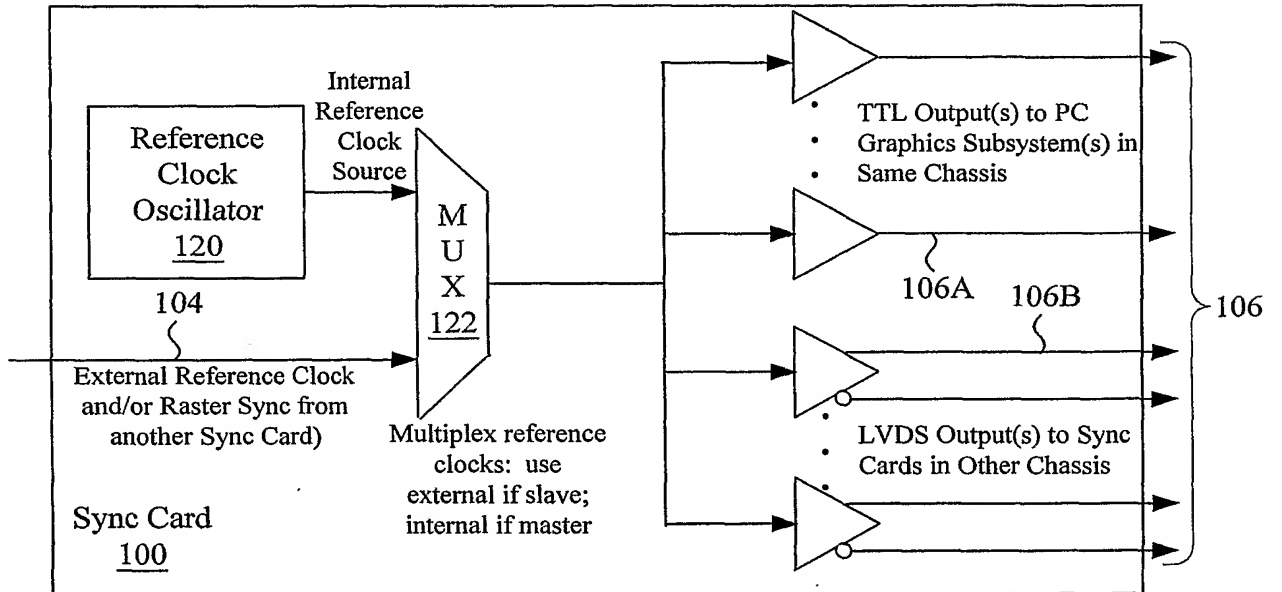 Internal
Reference
Clock
Source
Reference
Clock
Oscillator
120
M
U
X
122
104
External Reference Clock
and/or Raster Sync from
another Sync Card)
Multiplex reference
clocks: use
external if slave;
internal if master
Sync Card
100
TTL Output(s) to PC
Graphics Subsystem(s) in
Same Chassis
106A
106B
106
LVDS Output(s) to Sync
Cards in Other Chassis